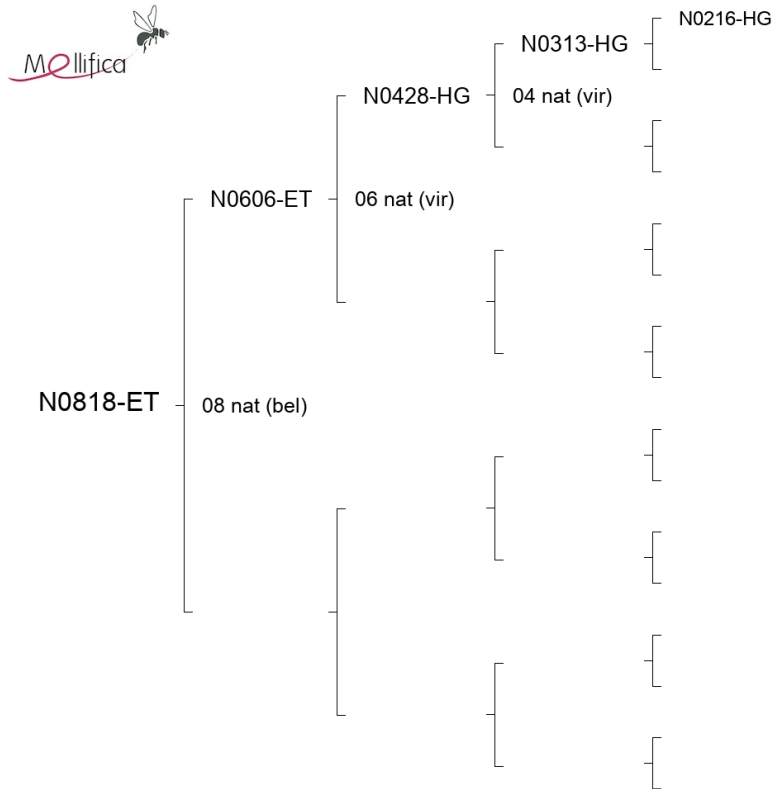 Mellifica
N0216-HG
N0313-HG
N0428-HG
04 nat (vir)
N0606-ET
06 nat (vir)
N0818-ET
08 nat (bel)